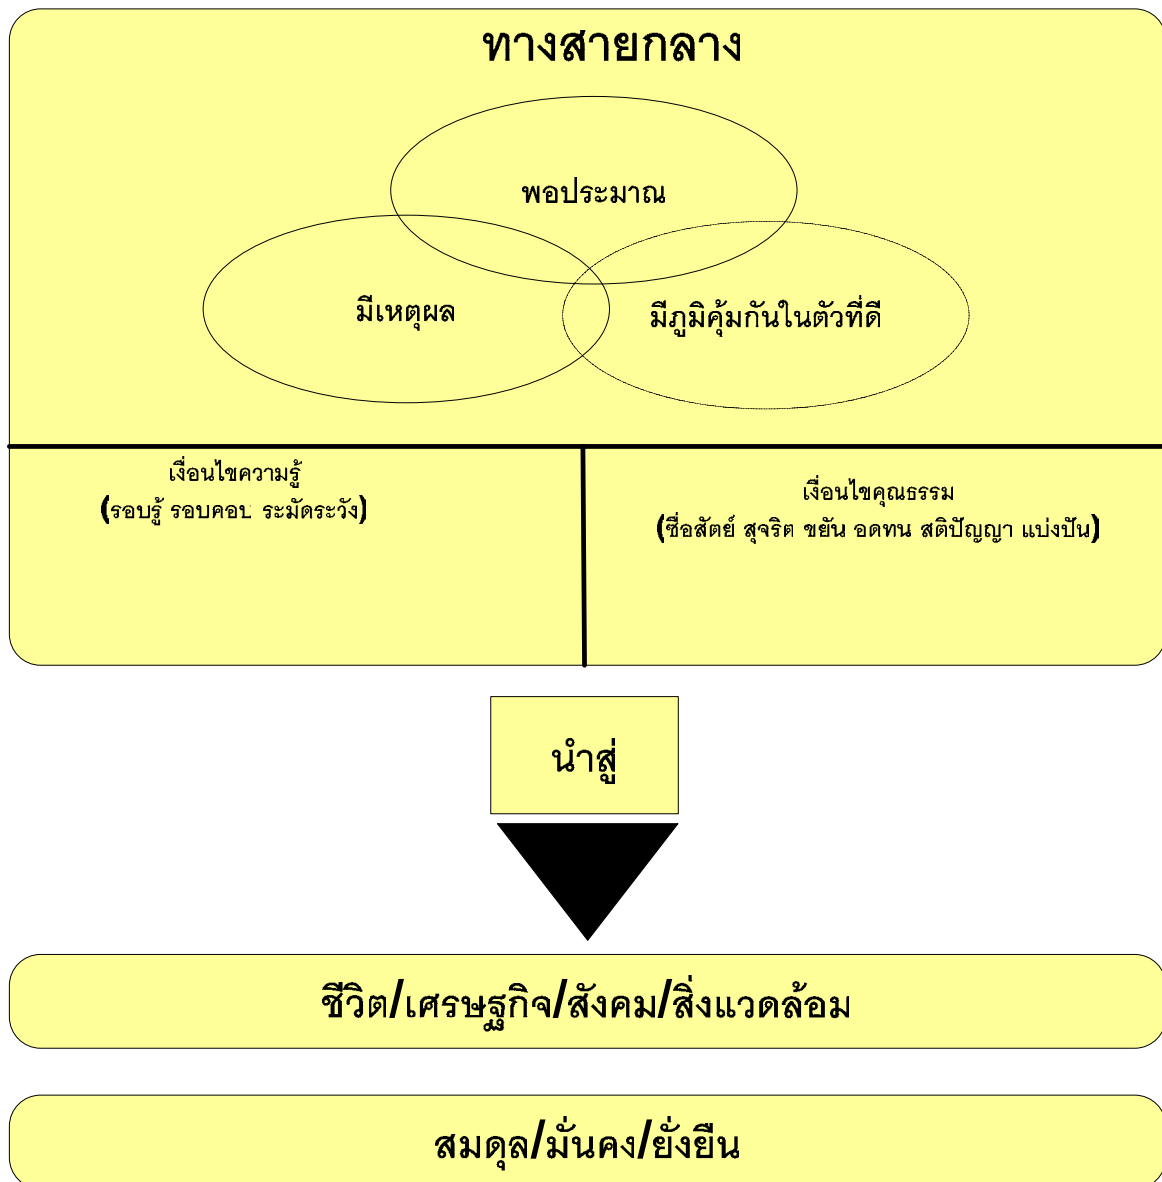 ทางสายกลาง
พอประมาณ
มีเหตุผล
มีภูมิคุ้มกันในตัวที่ดี
เงื่อนไขความรู้
(รอบรู้ รอบคอบ ระมัดระวัง)
เงื่อนไขคุณธรรม
(ซื่อสัตย์ สุจริต ขยัน อดทน สติปัญญา แบ่งปัน)
นำสู่
ชีวิต/เศรษฐกิจ/สังคม/สิ่งแวดล้อม
สมดุล/มั่นคง/ยั่งยืน